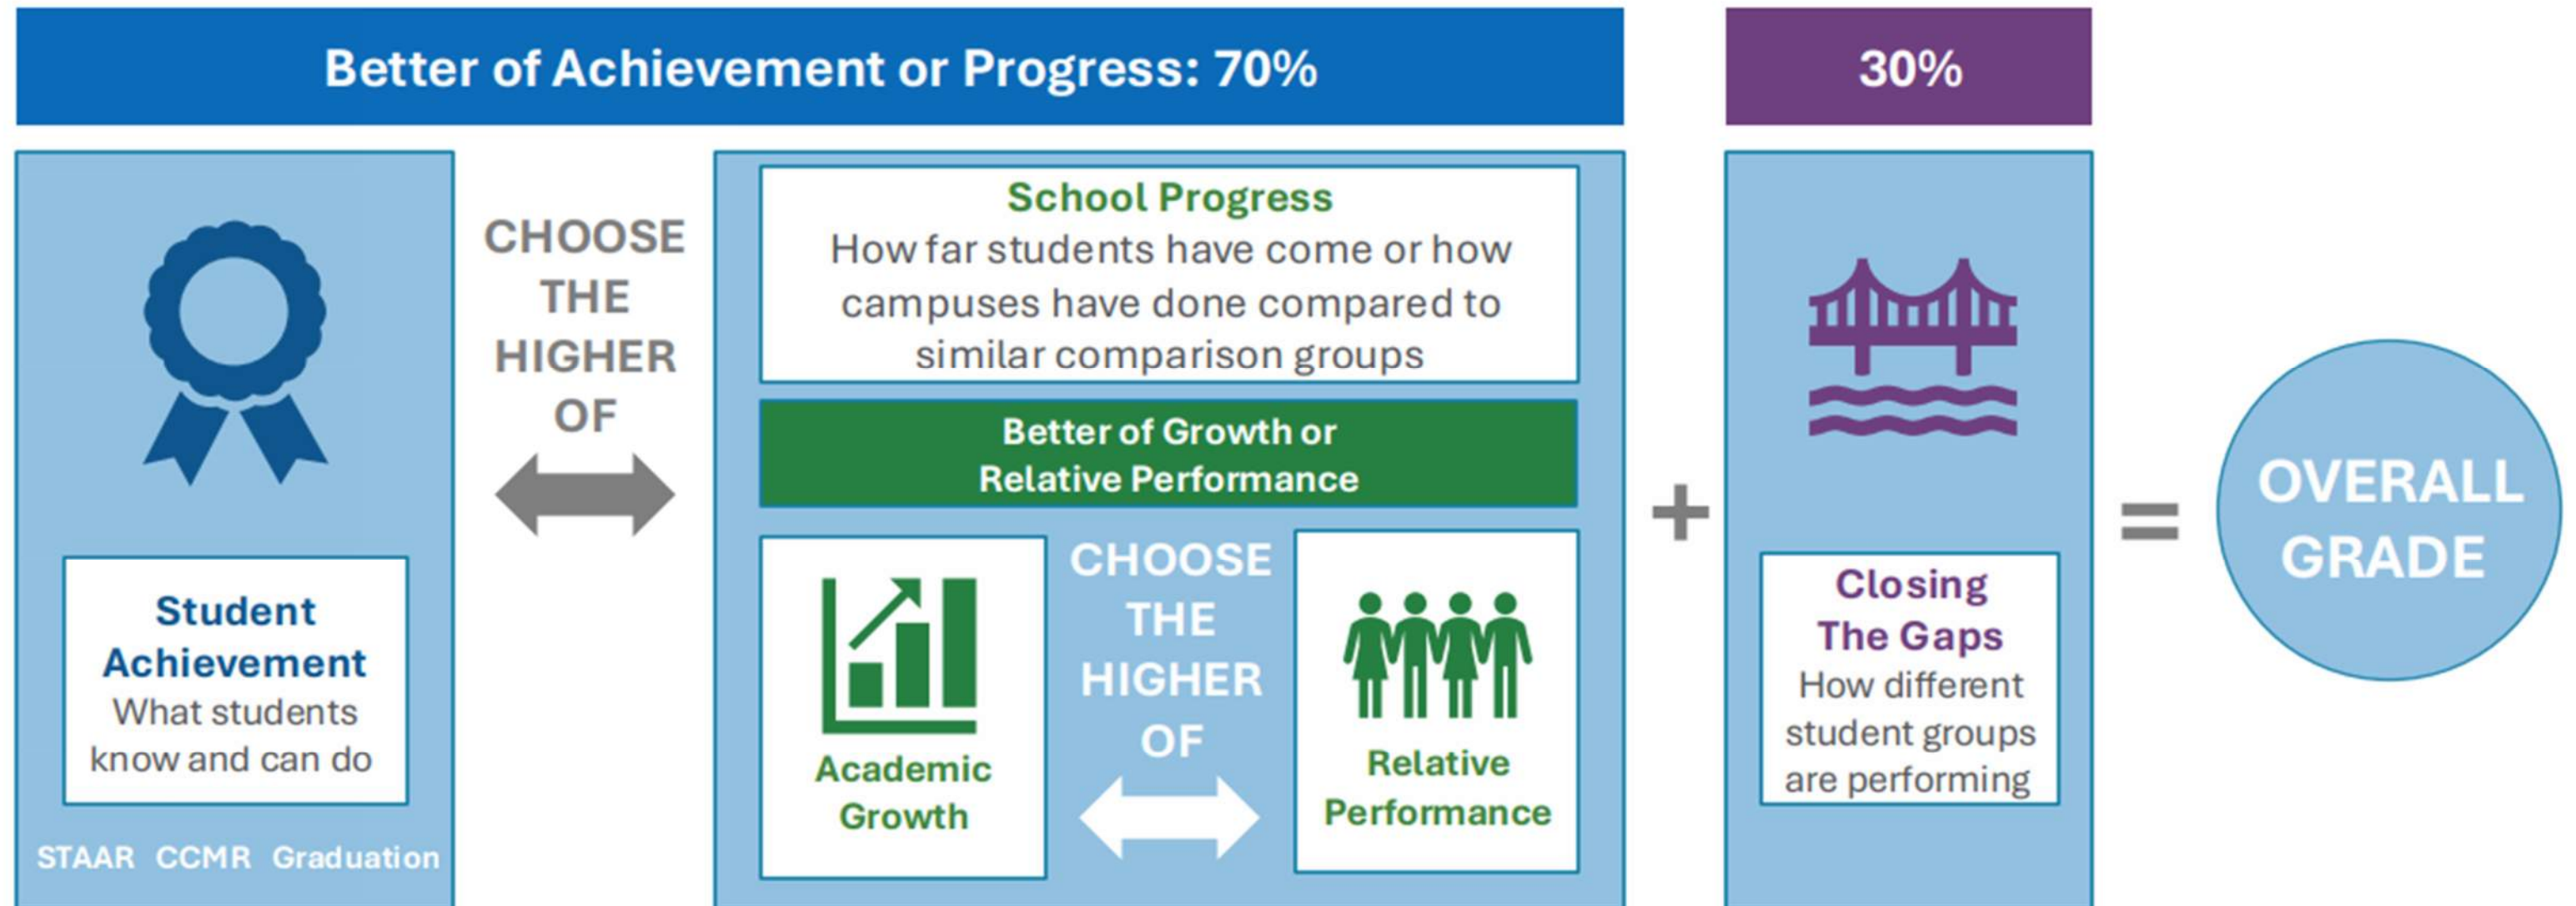 Better of Achievement or Progress: 70%
30%
Student
Achievement
What students
know and can do
STAAR CCMR Graduation
CHOOSE
THE
HIGHER
OF
School Progress
How far students have come or how
campuses have done compared to
similar comparison groups
Better of Growth or
Relative Performance
Academic
Growth
CHOOSE
THE
HIGHER
OF
Relative
Performance
+
Closing
The Gaps
How different
student groups
are performing
=
OVERALL
GRADE